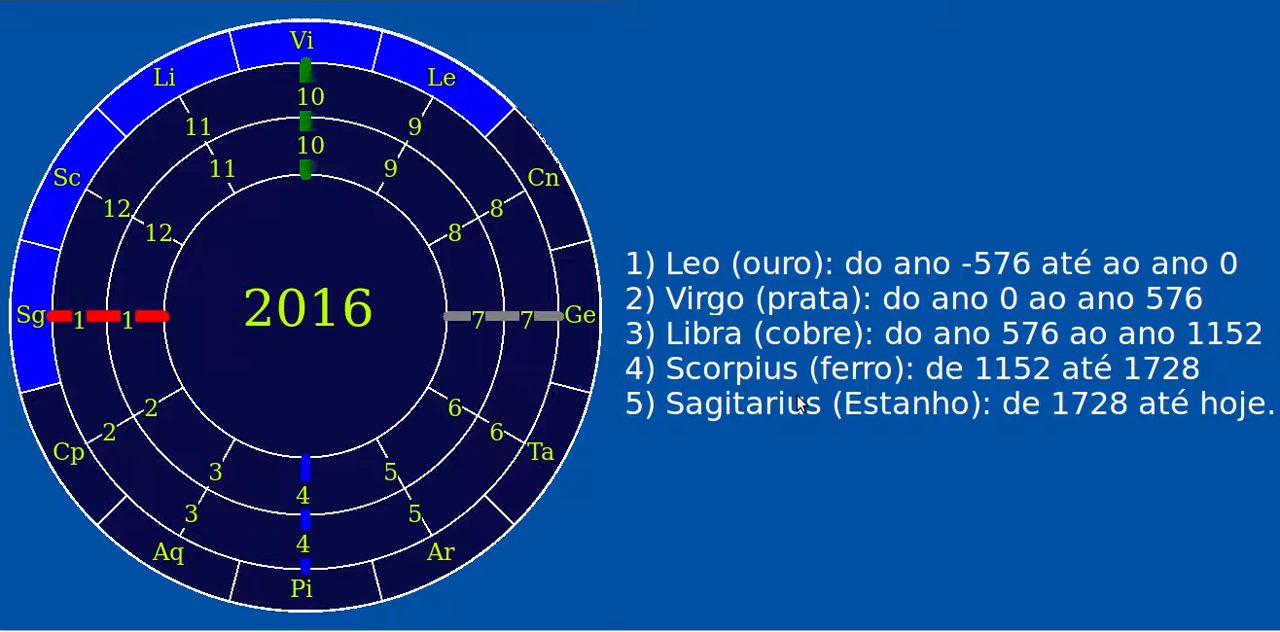 Vi
Li
Le
10
11
9
10
11
9
Sc
Cn
12
8
12
8
2016
Sg
1
1
7
7
Ge
2
6
2
6
Cp
Ta
3
5
4
3
5
4
Aq
Ar
Pi
1) Leo (ouro): do ano -576 até ao ano 0
2) Virgo (prata): do ano 0 ao ano 576
3) Libra (cobre): do ano 576 ao ano 1152
4) Scorpius (ferro): de 1152 até 1728
5) Sagitarius (Estanho): de 1728 até hoje.